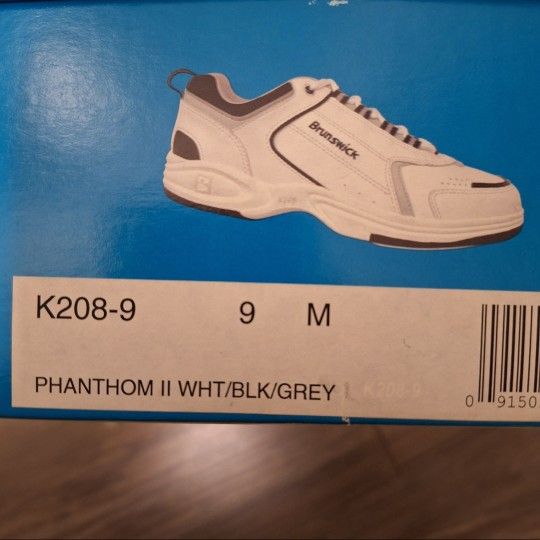 Brunswick
K208-9 9 M
PHANTHOM II WHT/BLK/GREY K208-9
0 9150